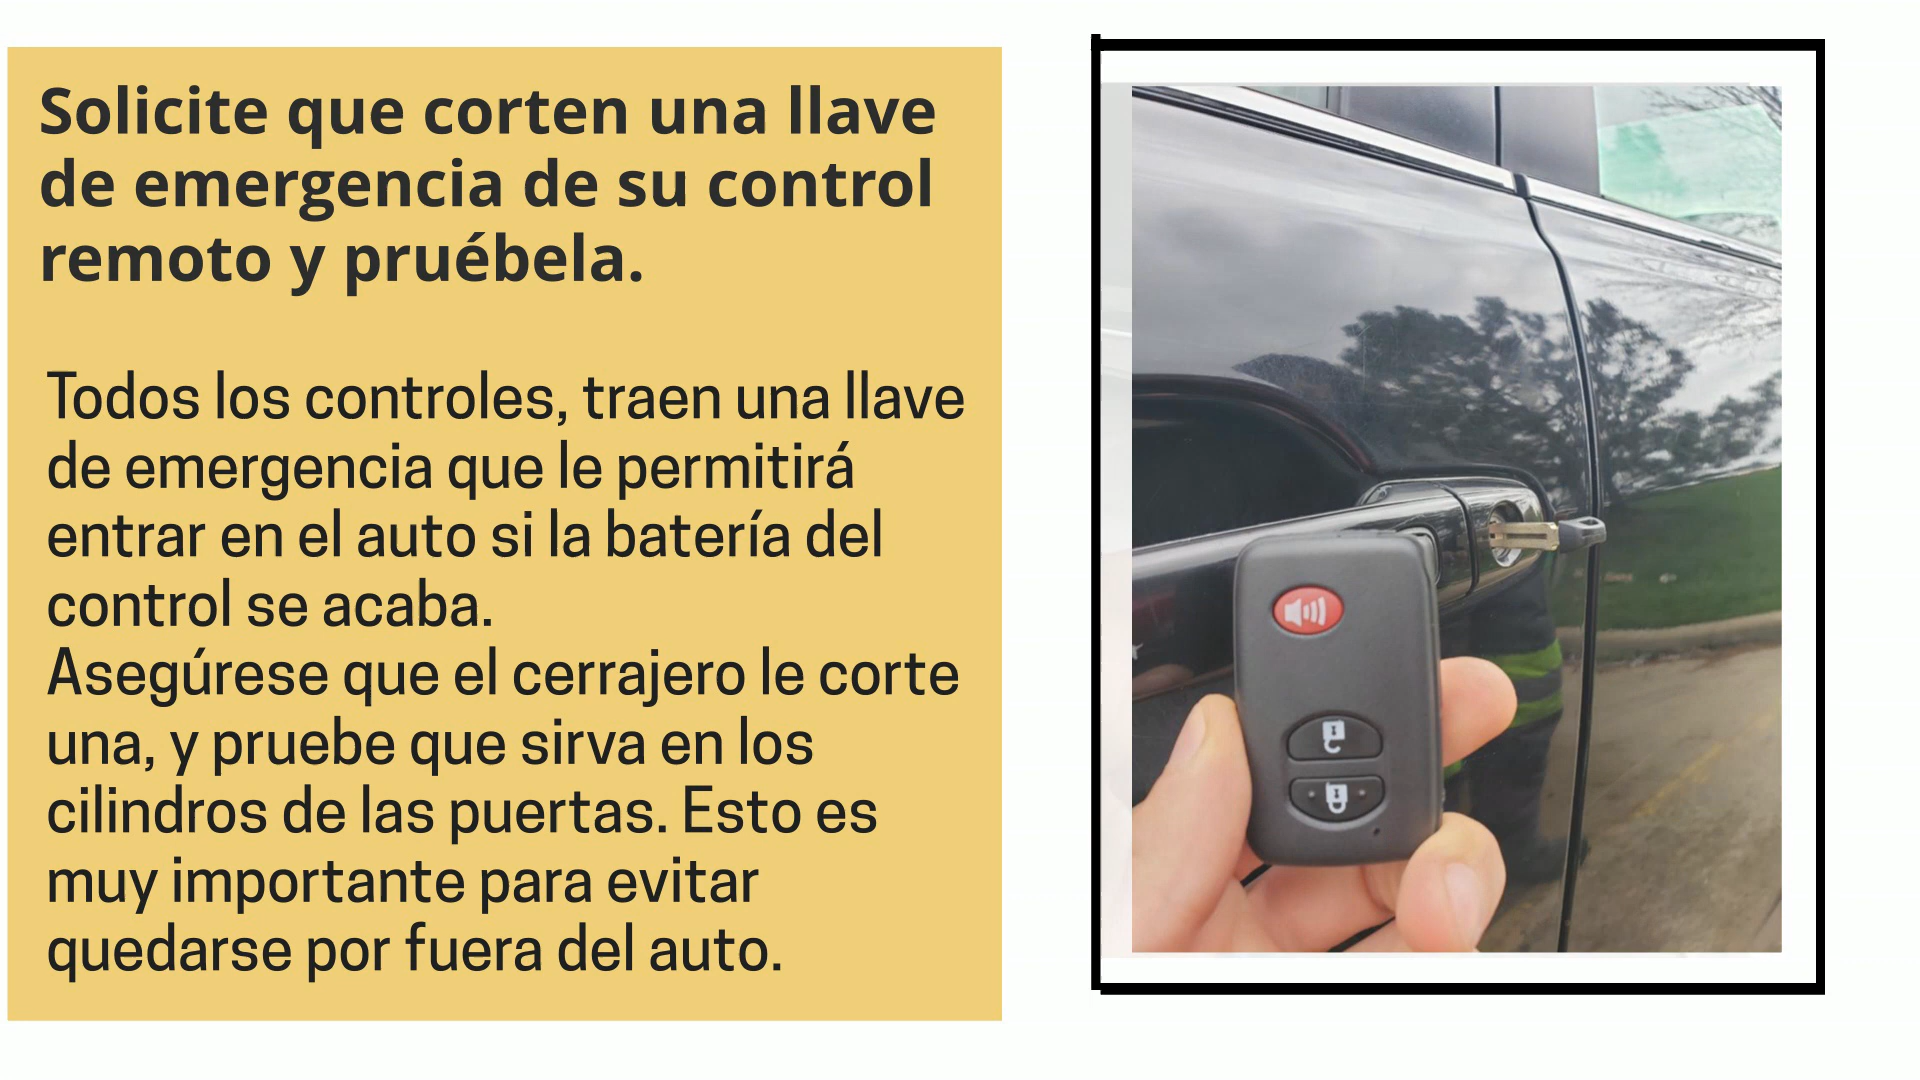 Solicite que corten una llave
de emergencia de su control
remoto y pruébela.
Todos los controles, traen una llave
de emergencia que le permitirá
entrar en el auto si la batería del
control se acaba.
Asegúrese que el cerrajero le corte
una, y pruebe que sirva en los
cilindros de las puertas. Esto es
muy importante para evitar
quedarse por fuera del auto.